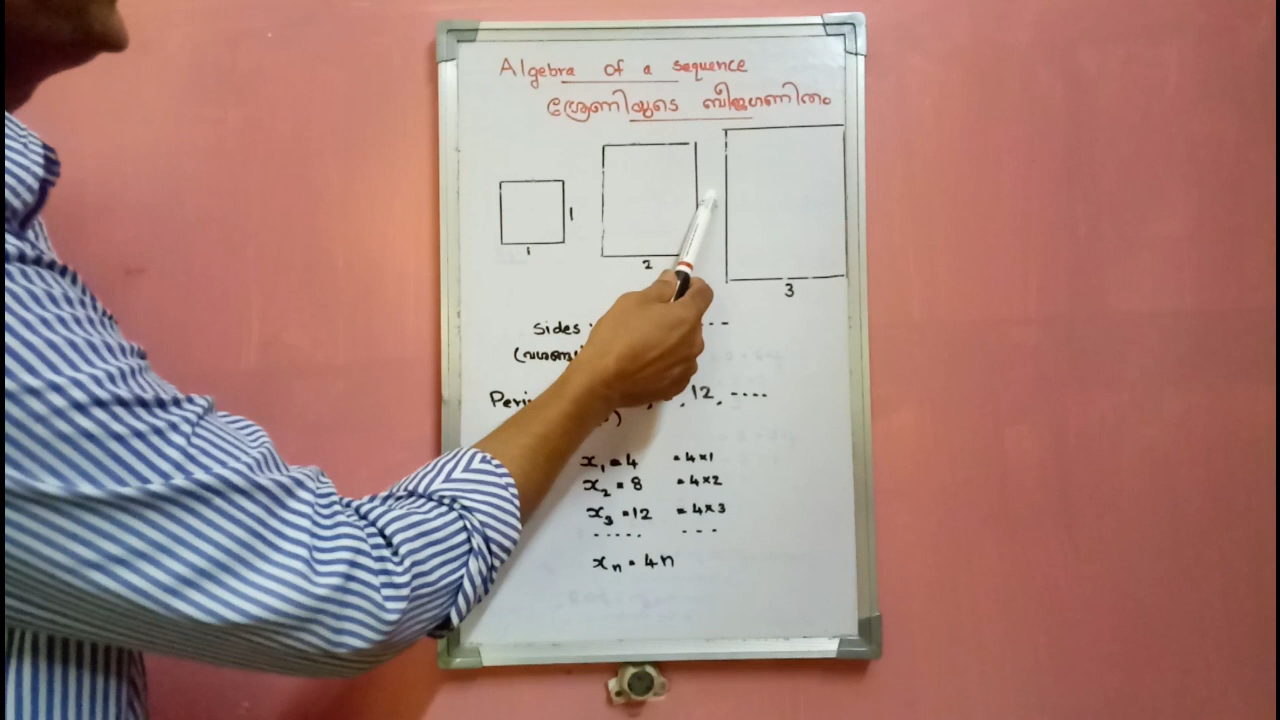 Algebra of a sequence
ശ്രേണിയുടെ ബീജഗണിതം
1
1
2
3
Sides : ---
12, ----
x₁ = 4 = 4×1
x₂ = 8 = 4×2
x₃ = 12 = 4×3
----- ---
xₙ = 4n